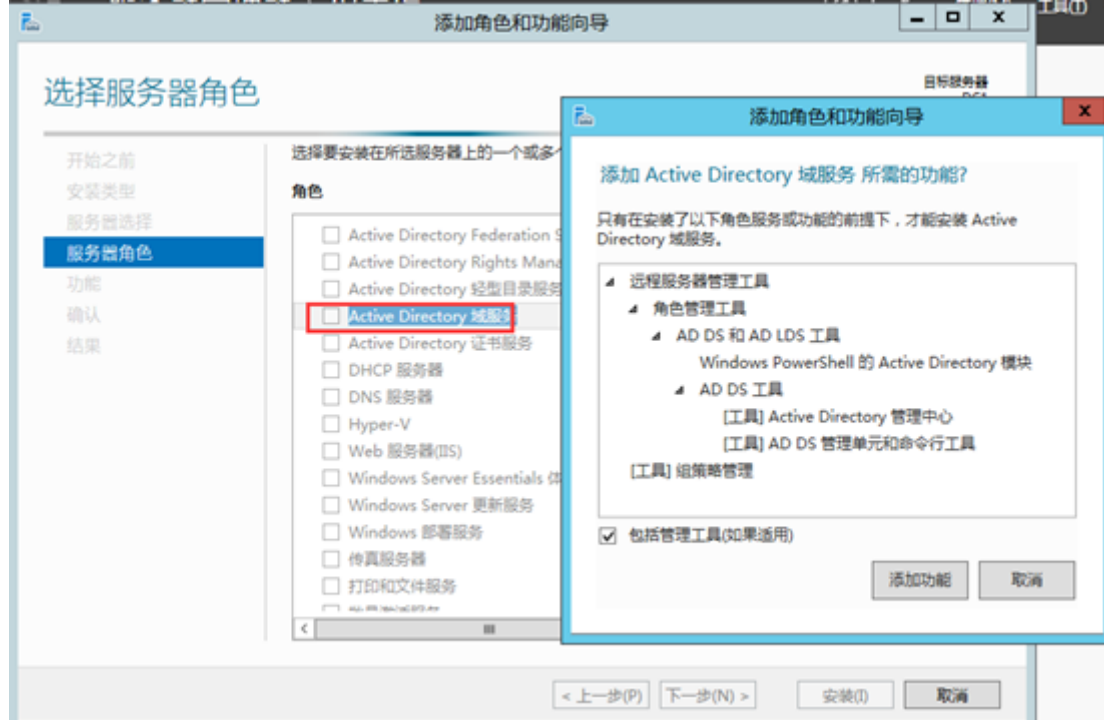 工具(T)
添加角色和功能向导
选择服务器角色
目标服务器
开始之前
安装类型
服务器选择
服务器角色
功能
确认
结果
选择要安装在所选服务器上的一个或多个
角色
Active Directory Federation S
Active Directory Rights Mana
Active Directory 轻型目录服务
Active Directory 域服务
Active Directory 证书服务
DHCP 服务器
DNS 服务器
Hyper-V
Web 服务器(IIS)
Windows Server Essentials 体
Windows Server 更新服务
Windows 部署服务
传真服务器
打印和文件服务
添加角色和功能向导
添加 Active Directory 域服务 所需的功能?
只有在安装了以下角色服务或功能的前提下，才能安装 Active
Directory 域服务。
远程服务器管理工具
角色管理工具
AD DS 和 AD LDS 工具
Windows PowerShell 的 Active Directory 模块
AD DS 工具
[工具] Active Directory 管理中心
[工具] AD DS 管理单元和命令行工具
[工具] 组策略管理
包括管理工具(如果适用)
添加功能
取消
< 上一步(P)
下一步(N) >
安装(I)
取消